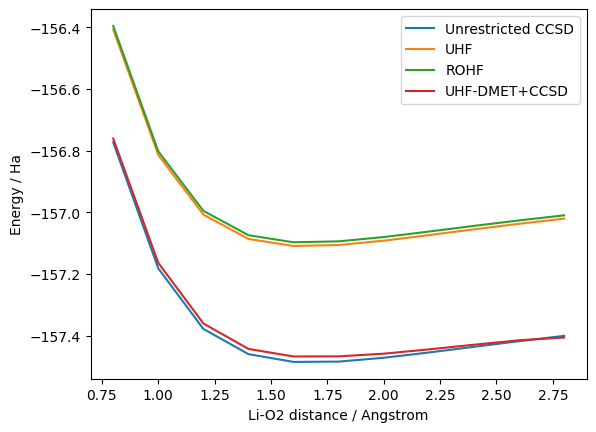 Unrestricted CCSD
UHF
ROHF
UHF-DMET+CCSD
−156.4
−156.6
−156.8
−157.0
−157.2
−157.4
Energy / Ha
0.75 1.00 1.25 1.50 1.75 2.00 2.25 2.50 2.75
Li-O2 distance / Angstrom